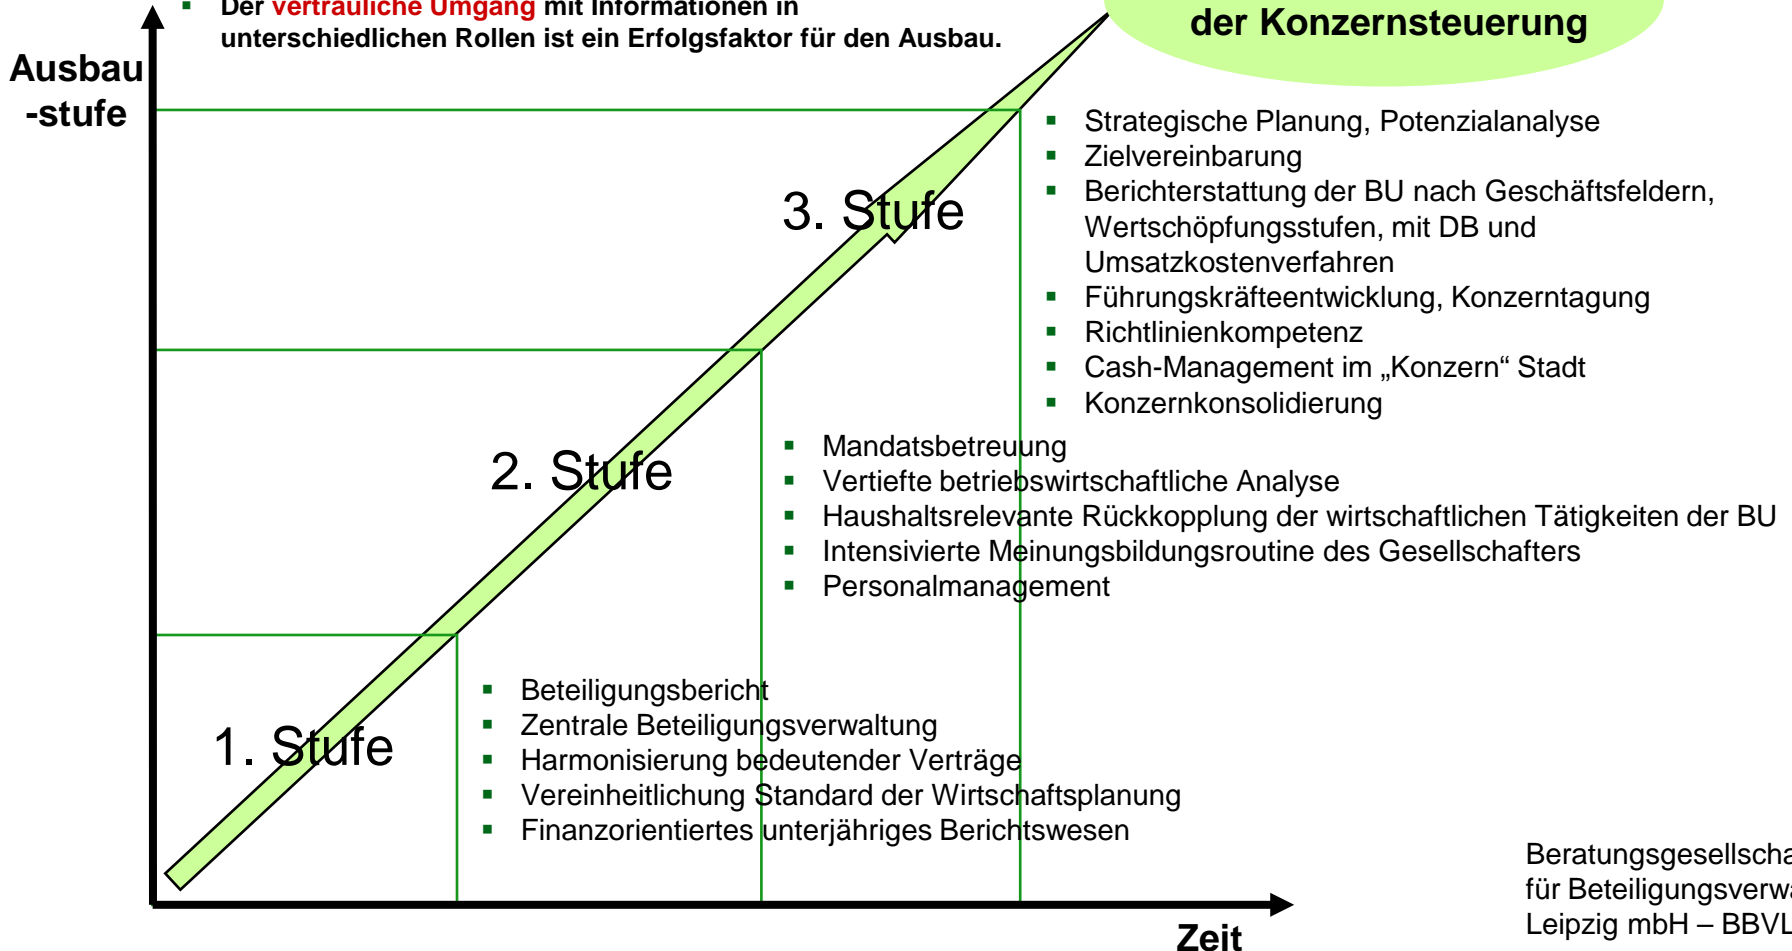 Der vertrauliche Umgang mit Informationen in
unterschiedlichen Rollen ist ein Erfolgsfaktor für den Ausbau.
der Konzernsteuerung
Ausbau
-stufe
Strategische Planung, Potenzialanalyse
Zielvereinbarung
Berichterstattung der BU nach Geschäftsfeldern,
Wertschöpfungsstufen, mit DB und
Umsatzkostenverfahren
Führungskräfteentwicklung, Konzerntagung
Richtlinienkompetenz
Cash-Management im „Konzern“ Stadt
Konzernkonsolidierung
3. Stufe
Mandatsbetreuung
Vertiefte betriebswirtschaftliche Analyse
Haushaltsrelevante Rückkopplung der wirtschaftlichen Tätigkeiten der BU
Intensivierte Meinungsbildungsroutine des Gesellschafters
Personalmanagement
2. Stufe
Beteiligungsbericht
Zentrale Beteiligungsverwaltung
Harmonisierung bedeutender Verträge
Vereinheitlichung Standard der Wirtschaftsplanung
Finanzorientiertes unterjähriges Berichtswesen
1. Stufe
Zeit
Beratungsgesellscha
für Beteiligungsverwa
Leipzig mbH – BBVL